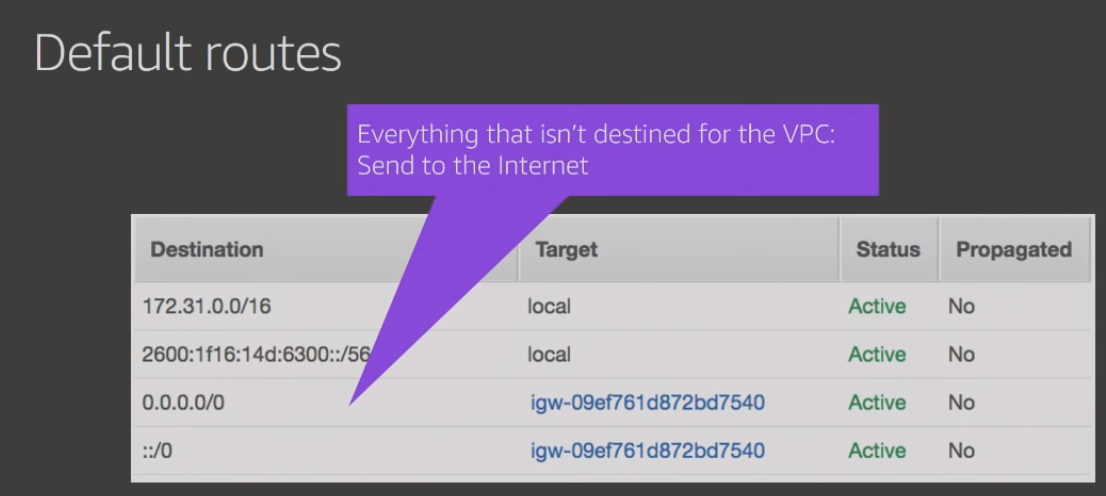 Default routes
Everything that isn't destined for the VPC:
Send to the Internet
Destination Target Status Propagated
172.31.0.0/16 local Active No
2600:1f16:14d:6300::/56 local Active No
0.0.0.0/0 igw-09ef761d872bd7540 Active No
::/0 igw-09ef761d872bd7540 Active No